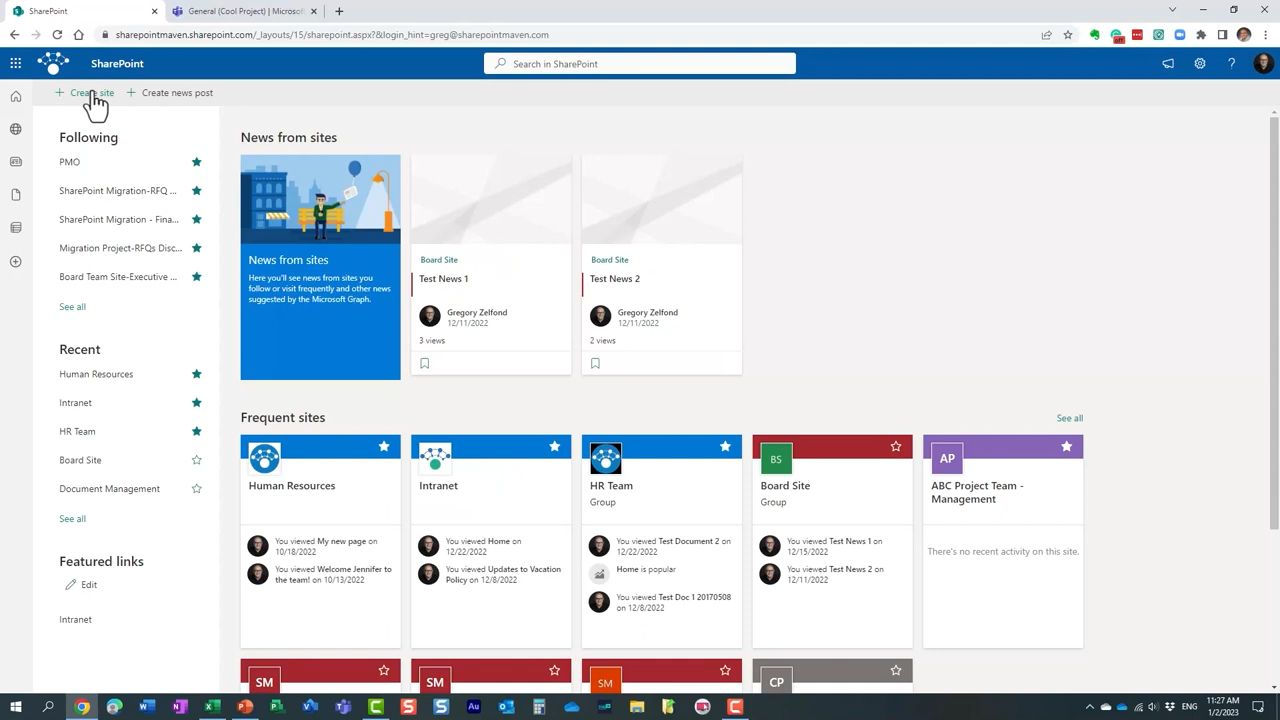 SharePoint
General (Cool Project) | Microsof
sharepointmaven.sharepoint.com/_layouts/15/sharepoint.aspx?&login_hint=greg@sharepointmaven.com
SharePoint
Search in SharePoint
Create site
Create news post
Following
PMO
SharePoint Migration-RFQ ...
SharePoint Migration - Fina...
Migration Project-RFQs Disc...
Board Team Site-Executive ...
See all
Recent
Human Resources
Intranet
HR Team
Board Site
Document Management
See all
Featured links
Edit
Intranet
News from sites
News from sites
Here you'll see news from sites you
follow or visit frequently and other news
suggested by the Microsoft Graph.
Board Site
Test News 1
Gregory Zelfond
12/11/2022
3 views
Board Site
Test News 2
Gregory Zelfond
12/11/2022
2 views
Frequent sites
See all
Human Resources
You viewed My new page on
10/18/2022
You viewed Welcome Jennifer to
the team! on 10/13/2022
Intranet
You viewed Home on
12/22/2022
You viewed Updates to Vacation
Policy on 12/8/2022
HR Team
Group
You viewed Test Document 2 on
12/22/2022
Home is popular
You viewed Test Doc 1 20170508
on 12/8/2022
BS
Board Site
Group
You viewed Test News 1 on
12/15/2022
You viewed Test News 2 on
12/11/2022
AP
ABC Project Team -
Management
There's no recent activity on this site.
SM
SM
SM
CP
11:27 AM
1/2/2023